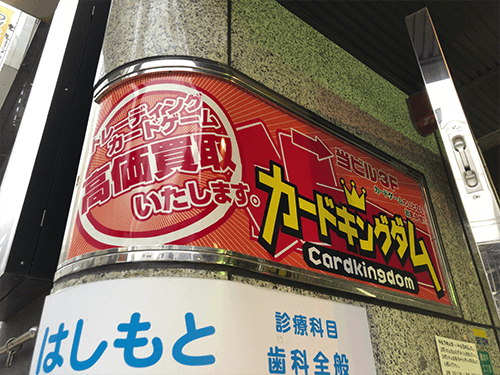 トレーディング
カードゲーム
高価買取
いたします。
当ビル3F
カードキングダム
Cardkingdom
はしもと
診療科目
歯科全般